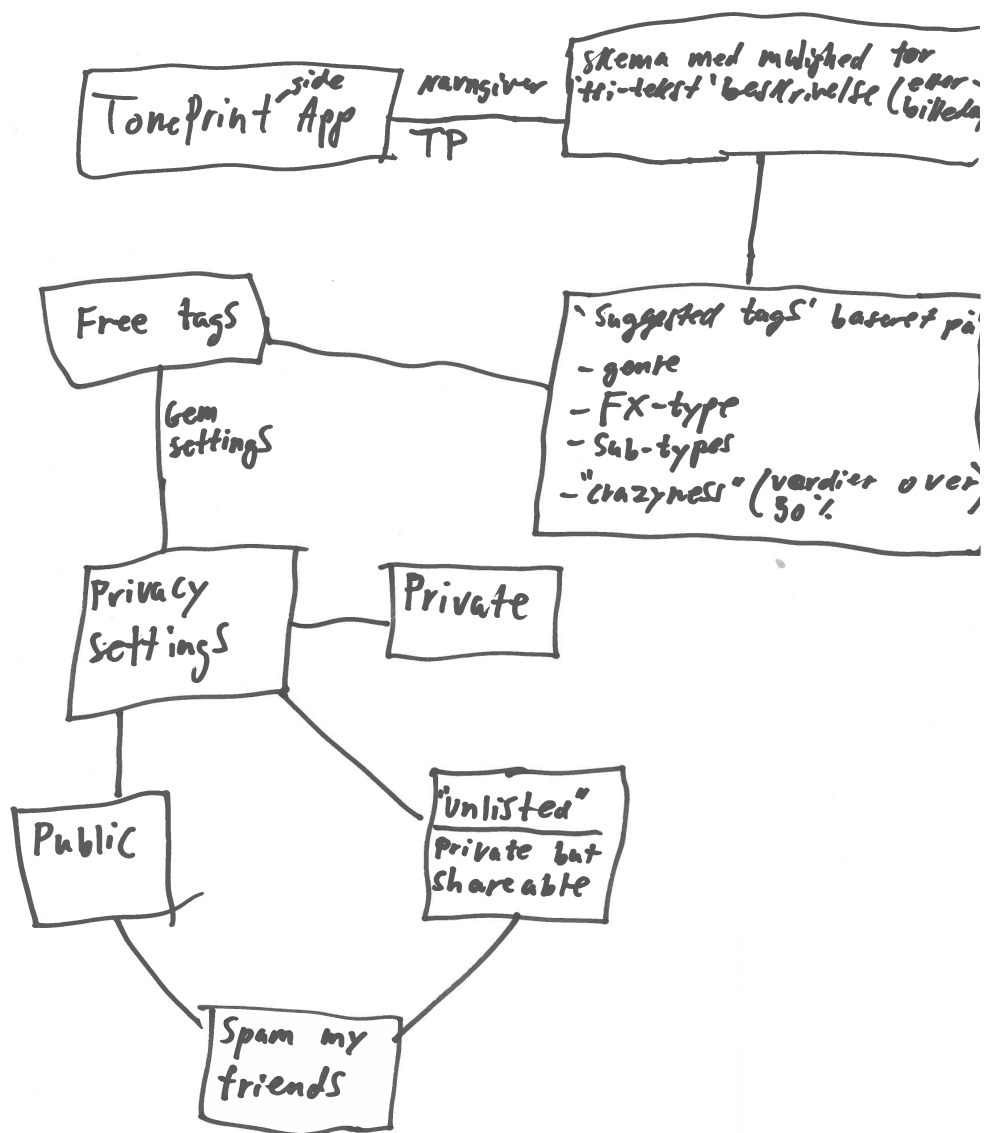 side
TonePrint App
navngiver
TP
skema med mulighed for
'fri-tekst' beskrivelse (eller
Free tags
'Suggested tags' baseret på
- genre
- FX-type
- Sub-types
- "crazyness" (værdier over
50%
Gem
settings
Privacy
settings
Private
Public
"unlisted"
private but
shareable
Spam my
friends